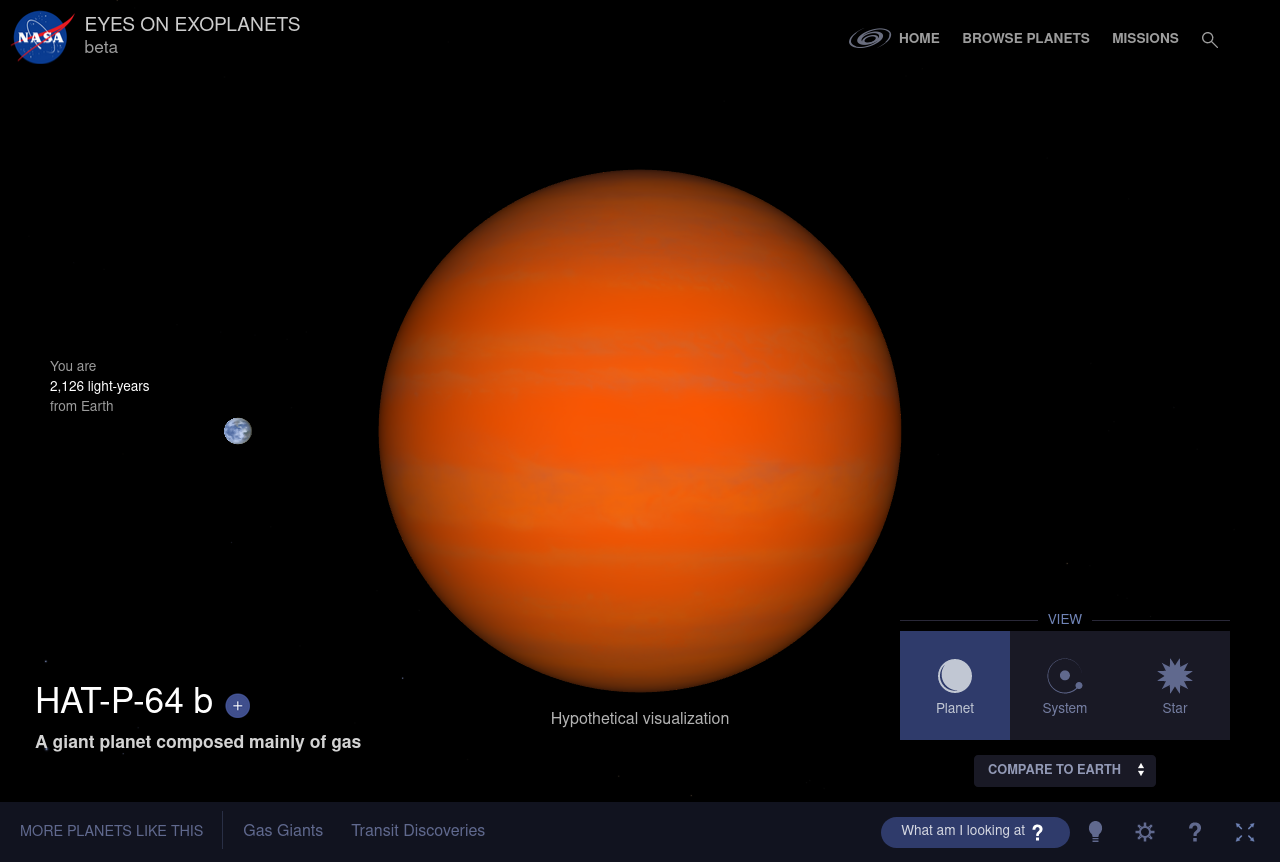 NASA
EYES ON EXOPLANETS
beta
HOME
BROWSE PLANETS
MISSIONS
You are
2,126 light-years
from Earth
HAT-P-64 b +
A giant planet composed mainly of gas
Hypothetical visualization
VIEW
Planet
System
Star
COMPARE TO EARTH
MORE PLANETS LIKE THIS
Gas Giants
Transit Discoveries
What am I looking at ?
?